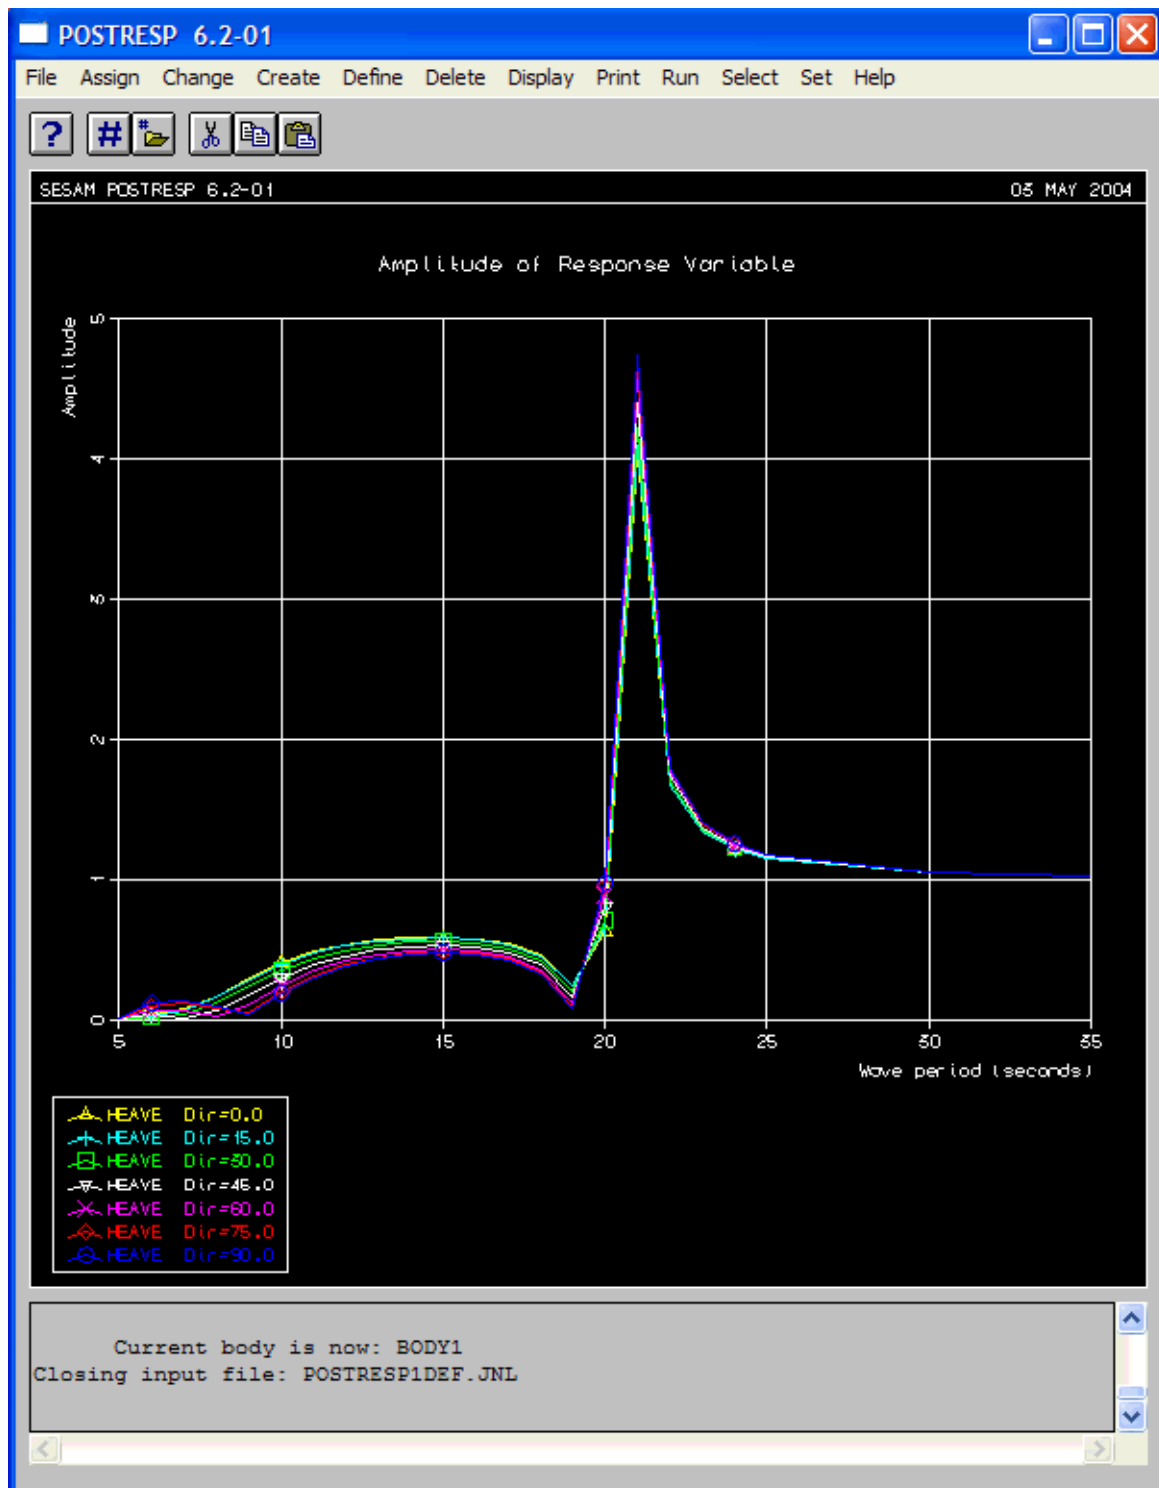 POSTRESP 6.2-01
File Assign Change Create Define Delete Display Print Run Select Set Help
? # #
SESAM POSTRESP 6.2-01 03 MAY 2004
Amplitude of Response Variable
Amplitude
5
4
3
2
1
0
5 10 15 20 25 30 35
Wave period (seconds)
HEAVE Dir=0.0
HEAVE Dir=15.0
HEAVE Dir=30.0
HEAVE Dir=45.0
HEAVE Dir=60.0
HEAVE Dir=75.0
HEAVE Dir=90.0
Current body is now: BODY1
Closing input file: POSTRESP1DEF.JNL